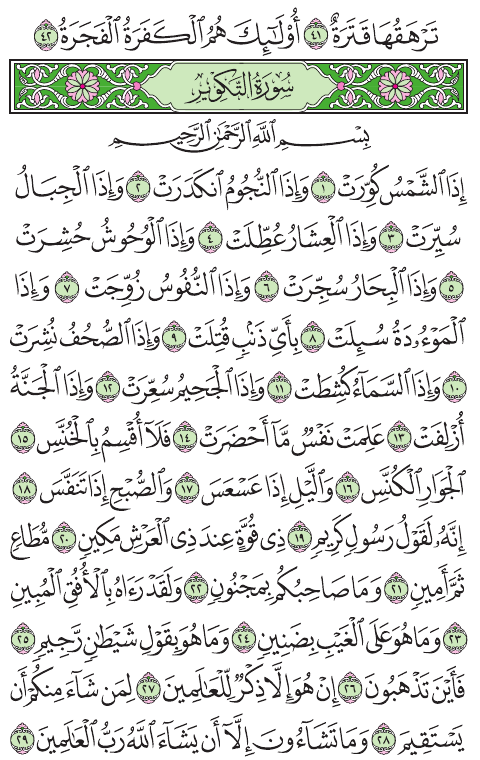 تَرْهَقُهَا قَتَرَةٌ ٤١ أُوْلَٰٓئِكَ هُمُ ٱلْكَفَرَةُ ٱلْفَجَرَةُ ٤٢
سُورَةُ التَّكْوِيرِ
بِسْمِ ٱللَّهِ ٱلرَّحْمَٰنِ ٱلرَّحِيمِ
إِذَا ٱلشَّمْسُ كُوِّرَتْ ١ وَإِذَا ٱلنُّجُومُ ٱنكَدَرَتْ ٢ وَإِذَا ٱلْجِبَالُ
سُيِّرَتْ ٣ وَإِذَا ٱلْعِشَارُ عُطِّلَتْ ٤ وَإِذَا ٱلْوُحُوشُ حُشِرَتْ
٥ وَإِذَا ٱلْبِحَارُ سُجِّرَتْ ٦ وَإِذَا ٱلنُّفُوسُ زُوِّجَتْ ٧ وَإِذَا
ٱلْمَوْءُۥدَةُ سُئِلَتْ ٨ بِأَيِّ ذَنۢبٍ قُتِلَتْ ٩ وَإِذَا ٱلصُّحُفُ نُشِرَتْ
١٠ وَإِذَا ٱلسَّمَآءُ كُشِطَتْ ١١ وَإِذَا ٱلْجَحِيمُ سُعِّرَتْ ١٢ وَإِذَا ٱلْجَنَّةُ
أُزْلِفَتْ ١٣ عَلِمَتْ نَفْسٌ مَّآ أَحْضَرَتْ ١٤ فَلَآ أُقْسِمُ بِٱلْخُنَّسِ ١٥
ٱلْجَوَارِ ٱلْكُنَّسِ ١٦ وَٱلَّيْلِ إِذَا عَسْعَسَ ١٧ وَٱلصُّبْحِ إِذَا تَنَفَّسَ ١٨
إِنَّهُۥ لَقَوْلُ رَسُولٍ كَرِيمٍ ١٩ ذِي قُوَّةٍ عِندَ ذِي ٱلْعَرْشِ مَكِينٍ ٢٠ مُّطَاعٍ
ثَمَّ أَمِينٍ ٢١ وَمَا صَاحِبُكُم بِمَجْنُونٍ ٢٢ وَلَقَدْ رَءَاهُ بِٱلْأُفُقِ ٱلْمُبِينِ
٢٣ وَمَا هُوَ عَلَى ٱلْغَيْبِ بِضَنِينٍ ٢٤ وَمَا هُوَ بِقَوْلِ شَيْطَٰنٍ رَّجِيمٍ ٢٥
فَأَيْنَ تَذْهَبُونَ ٢٦ إِنْ هُوَ إِلَّا ذِكْرٌ لِّلْعَٰلَمِينَ ٢٧ لِمَن شَآءَ مِنكُمْ أَن
يَسْتَقِيمَ ٢٨ وَمَا تَشَآءُونَ إِلَّآ أَن يَشَآءَ ٱللَّهُ رَبُّ ٱلْعَٰلَمِينَ ٢٩